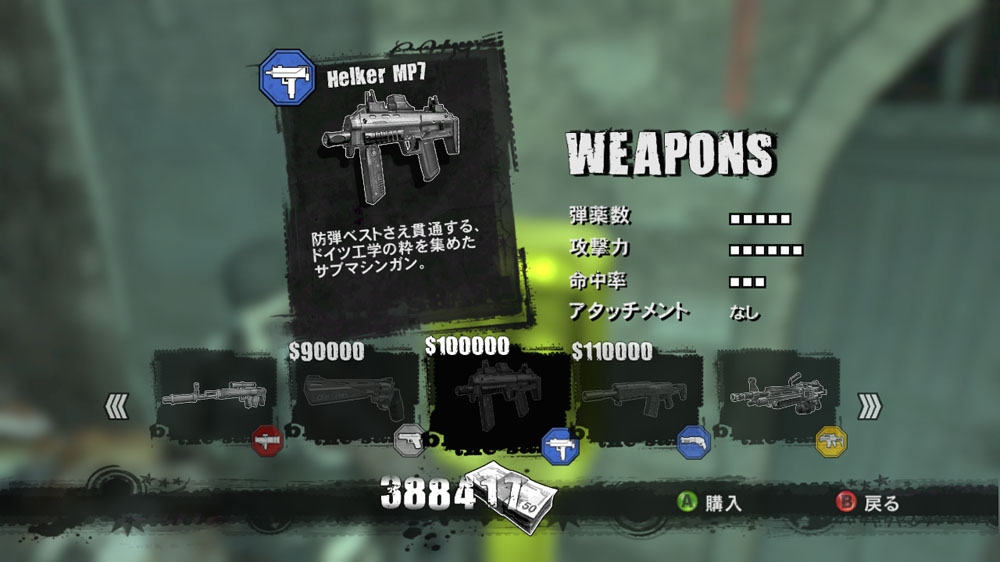 Helker MP7
防弾ベストさえ貫通する、
ドイツ工学の粋を集めた
サブマシンガン。
WEAPONS
弾薬数
攻撃力
命中率
アタッチメント なし
$90000 $100000 $110000
388417
50
A 購入 B 戻る